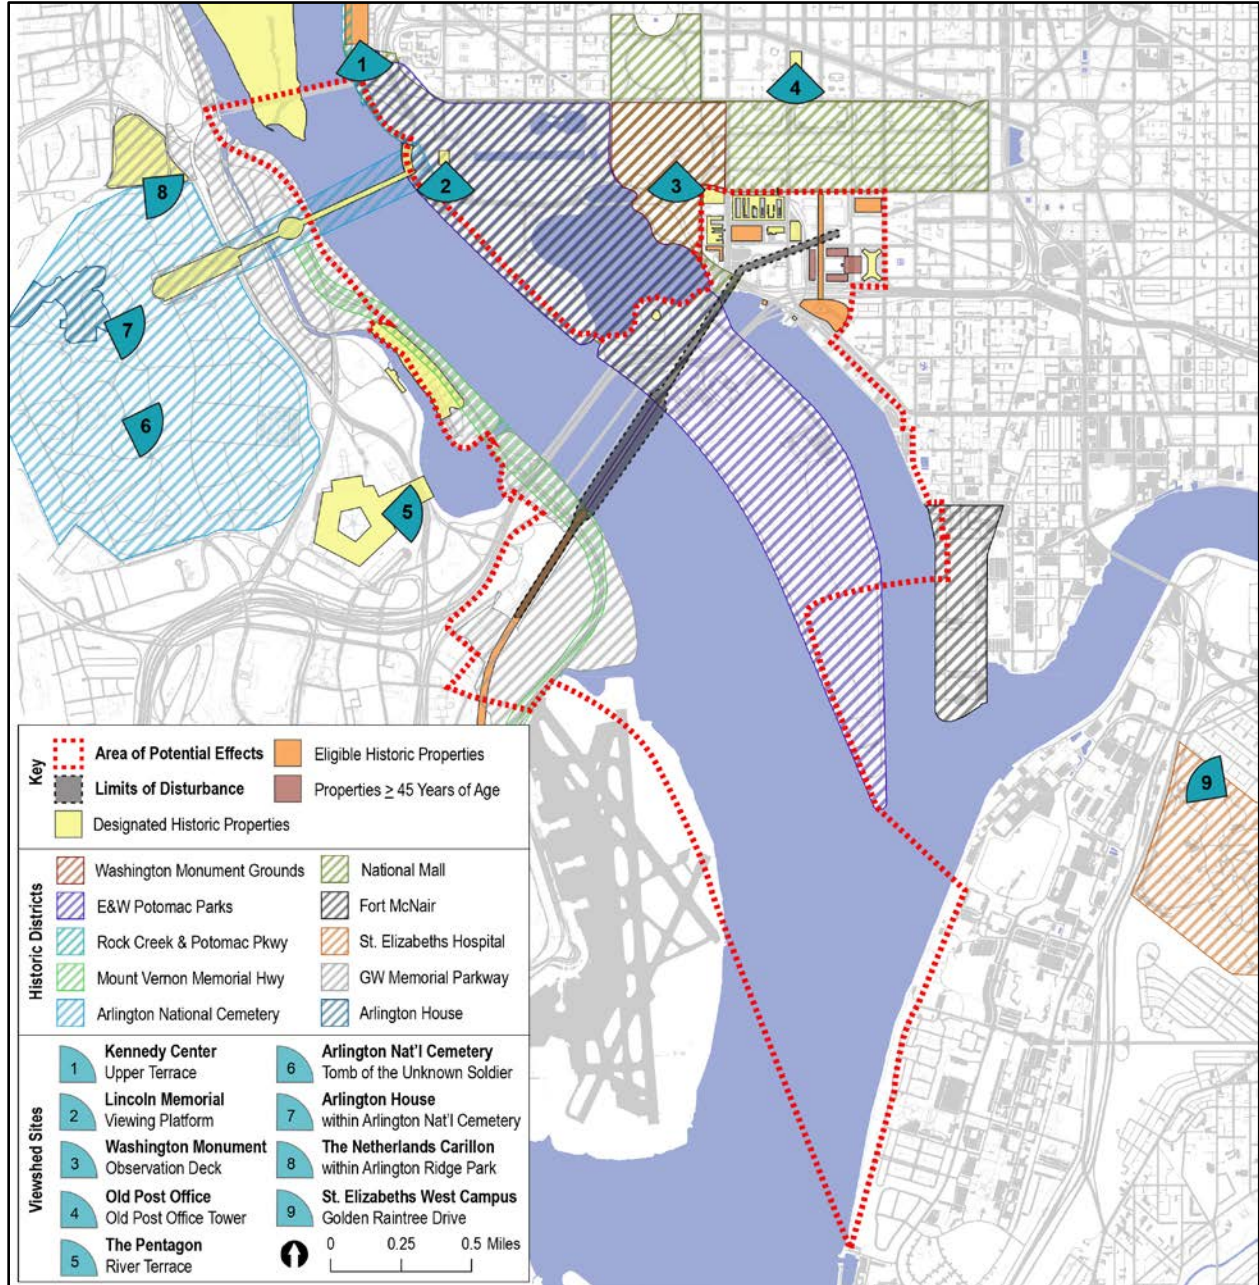 1
4
2
3
8
7
6
5
9
Key
Area of Potential Effects
Eligible Historic Properties
Limits of Disturbance
Properties ≥ 45 Years of Age
Designated Historic Properties
Historic Districts
Washington Monument Grounds
National Mall
E&W Potomac Parks
Fort McNair
Rock Creek & Potomac Pkwy
St. Elizabeths Hospital
Mount Vernon Memorial Hwy
GW Memorial Parkway
Arlington National Cemetery
Arlington House
Viewshed Sites
1
Kennedy Center
Upper Terrace
2
Lincoln Memorial
Viewing Platform
3
Washington Monument
Observation Deck
4
Old Post Office
Old Post Office Tower
5
The Pentagon
River Terrace
6
Arlington Nat'l Cemetery
Tomb of the Unknown Soldier
7
Arlington House
within Arlington Nat'l Cemetery
8
The Netherlands Carillon
within Arlington Ridge Park
9
St. Elizabeths West Campus
Golden Raintree Drive
0 0.25 0.5 Miles